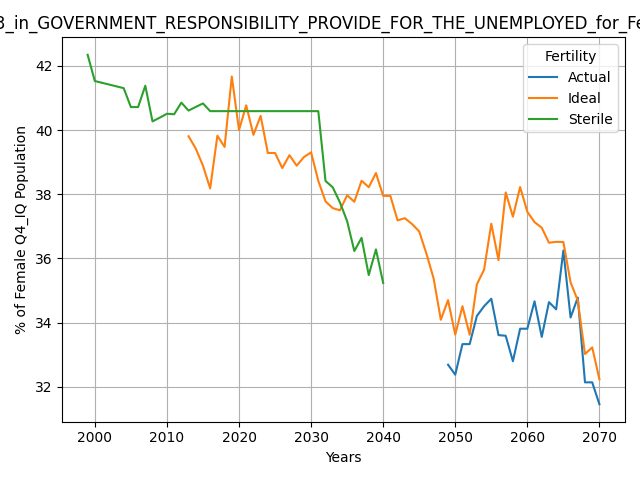 3_in_GOVERNMENT_RESPONSIBILITY_PROVIDE_FOR_THE_UNEMPLOYED_for_Fe
Fertility
Actual
Ideal
Sterile
% of Female Q4_IQ Population
42
40
38
36
34
32
2000
2010
2020
2030
2040
2050
2060
2070
Years